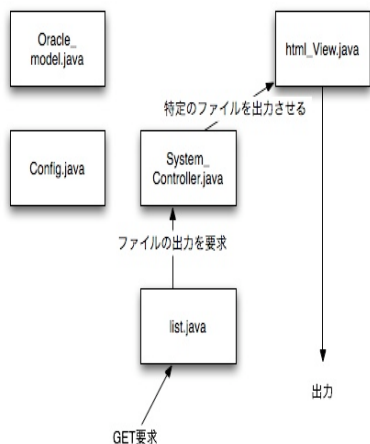 Oracle_
model.java
html_View.java
特定のファイルを出力させる
Config.java
System_
Controller.java
ファイルの出力を要求
list.java
出力
GET要求